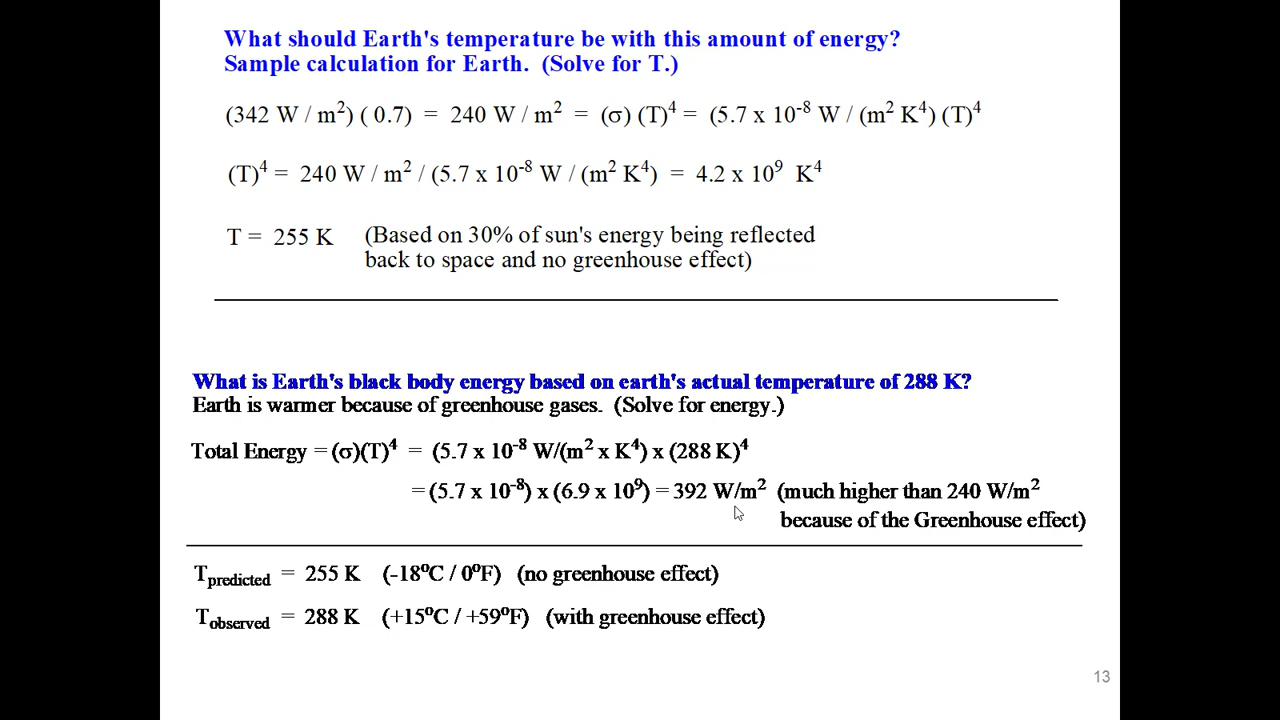 What should Earth's temperature be with this amount of energy?
Sample calculation for Earth. (Solve for T.)
(342 W / m²) ( 0.7) = 240 W / m² = (σ) (T)⁴ = (5.7 x 10⁻⁸ W / (m² K⁴) (T)⁴
(T)⁴ = 240 W / m² / (5.7 x 10⁻⁸ W / (m² K⁴) = 4.2 x 10⁹ K⁴
T = 255 K (Based on 30% of sun's energy being reflected
back to space and no greenhouse effect)
What is Earth's black body energy based on earth's actual temperature of 288 K?
Earth is warmer because of greenhouse gases. (Solve for energy.)
Total Energy = (σ)(T)⁴ = (5.7 x 10⁻⁸ W/(m² x K⁴) x (288 K)⁴
= (5.7 x 10⁻⁸) x (6.9 x 10⁹) = 392 W/m² (much higher than 240 W/m²
because of the Greenhouse effect)
Tpredicted = 255 K (-18⁰C / 0⁰F) (no greenhouse effect)
Tobserved = 288 K (+15⁰C / +59⁰F) (with greenhouse effect)
13